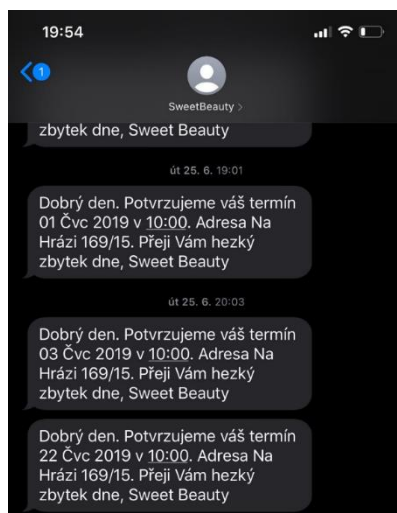 19:54
1
SweetBeauty >
zbytek dne, Sweet Beauty
út 25. 6. 19:01
Dobrý den. Potvrzujeme váš termín
01 Čvc 2019 v 10:00. Adresa Na
Hrázi 169/15. Přeji Vám hezký
zbytek dne, Sweet Beauty
út 25. 6. 20:03
Dobrý den. Potvrzujeme váš termín
03 Čvc 2019 v 10:00. Adresa Na
Hrázi 169/15. Přeji Vám hezký
zbytek dne, Sweet Beauty
Dobrý den. Potvrzujeme váš termín
22 Čvc 2019 v 10:00. Adresa Na
Hrázi 169/15. Přeji Vám hezký
zbytek dne, Sweet Beauty